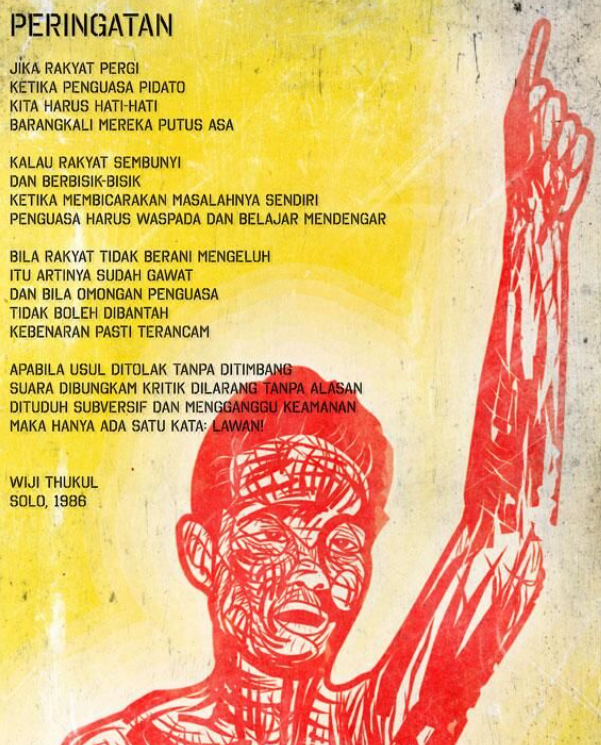 PERINGATAN
JIKA RAKYAT PERGI
KETIKA PENGUASA PIDATO
KITA HARUS HATI-HATI
BARANGKALI MEREKA PUTUS ASA
KALAU RAKYAT SEMBUNYI
DAN BERBISIK-BISIK
KETIKA MEMBICARAKAN MASALAHNYA SENDIRI
PENGUASA HARUS WASPADA DAN BELAJAR MENDENGAR
BILA RAKYAT TIDAK BERANI MENGELUH
ITU ARTINYA SUDAH GAWAT
DAN BILA OMONGAN PENGUASA
TIDAK BOLEH DIBANTAH
KEBENARAN PASTI TERANCAM
APABILA USUL DITOLAK TANPA DITIMBANG
SUARA DIBUNGKAM KRITIK DILARANG TANPA ALASAN
DITUDUH SUBVERSIF DAN MENGGANGGU KEAMANAN
MAKA HANYA ADA SATU KATA: LAWAN!
WIJI THUKUL
SOLO, 1986